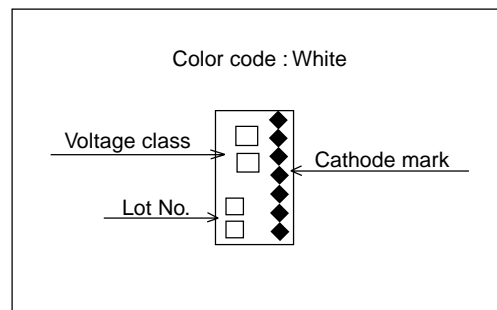 Color code : White
Voltage class
Cathode mark
Lot No.